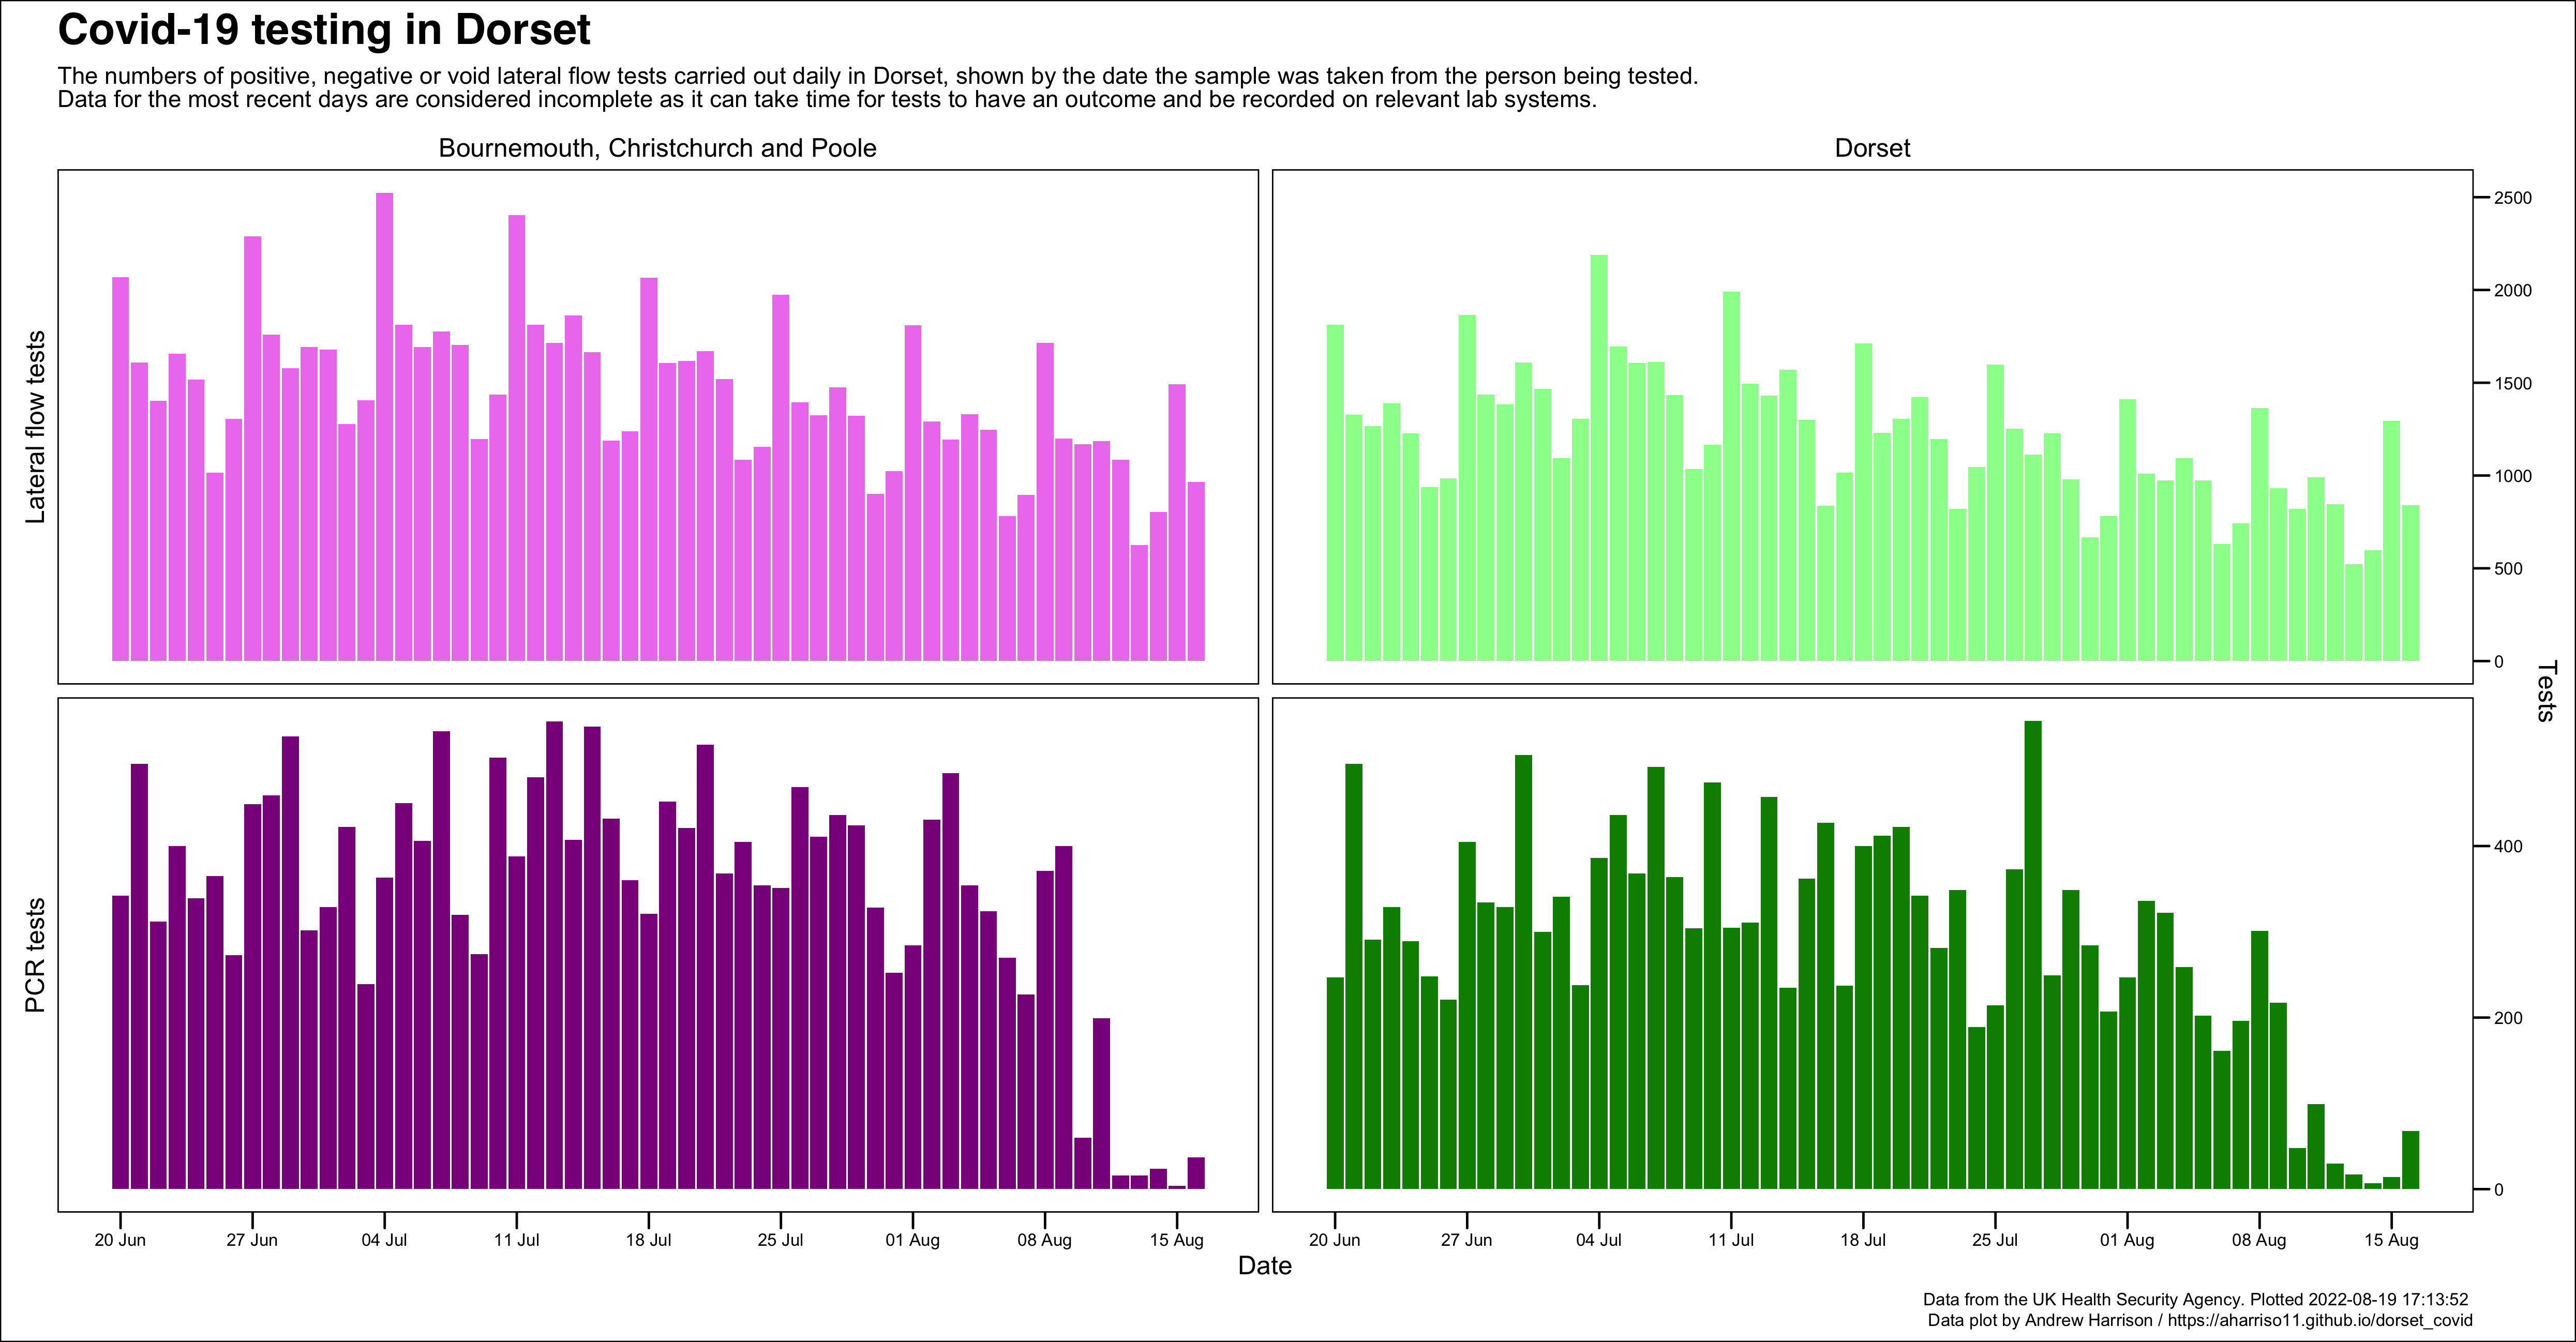 Covid-19 testing in Dorset
The numbers of positive, negative or void lateral flow tests carried out daily in Dorset, shown by the date the sample was taken from the person being tested.
Data for the most recent days are considered incomplete as it can take time for tests to have an outcome and be recorded on relevant lab systems.
Bournemouth, Christchurch and Poole
Dorset
Lateral flow tests
2500
2000
1500
1000
500
0
Tests
PCR tests
400
200
0
20 Jun 27 Jun 04 Jul 11 Jul 18 Jul 25 Jul 01 Aug 08 Aug 15 Aug
20 Jun 27 Jun 04 Jul 11 Jul 18 Jul 25 Jul 01 Aug 08 Aug 15 Aug
Date
Data from the UK Health Security Agency. Plotted 2022-08-19 17:13:52
Data plot by Andrew Harrison / https://aharriso11.github.io/dorset_covid